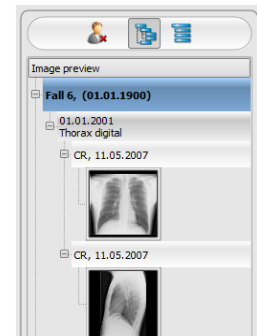 Image preview
Fall 6, (01.01.1900)
01.01.2001
Thorax digital
CR, 11.05.2007
CR, 11.05.2007